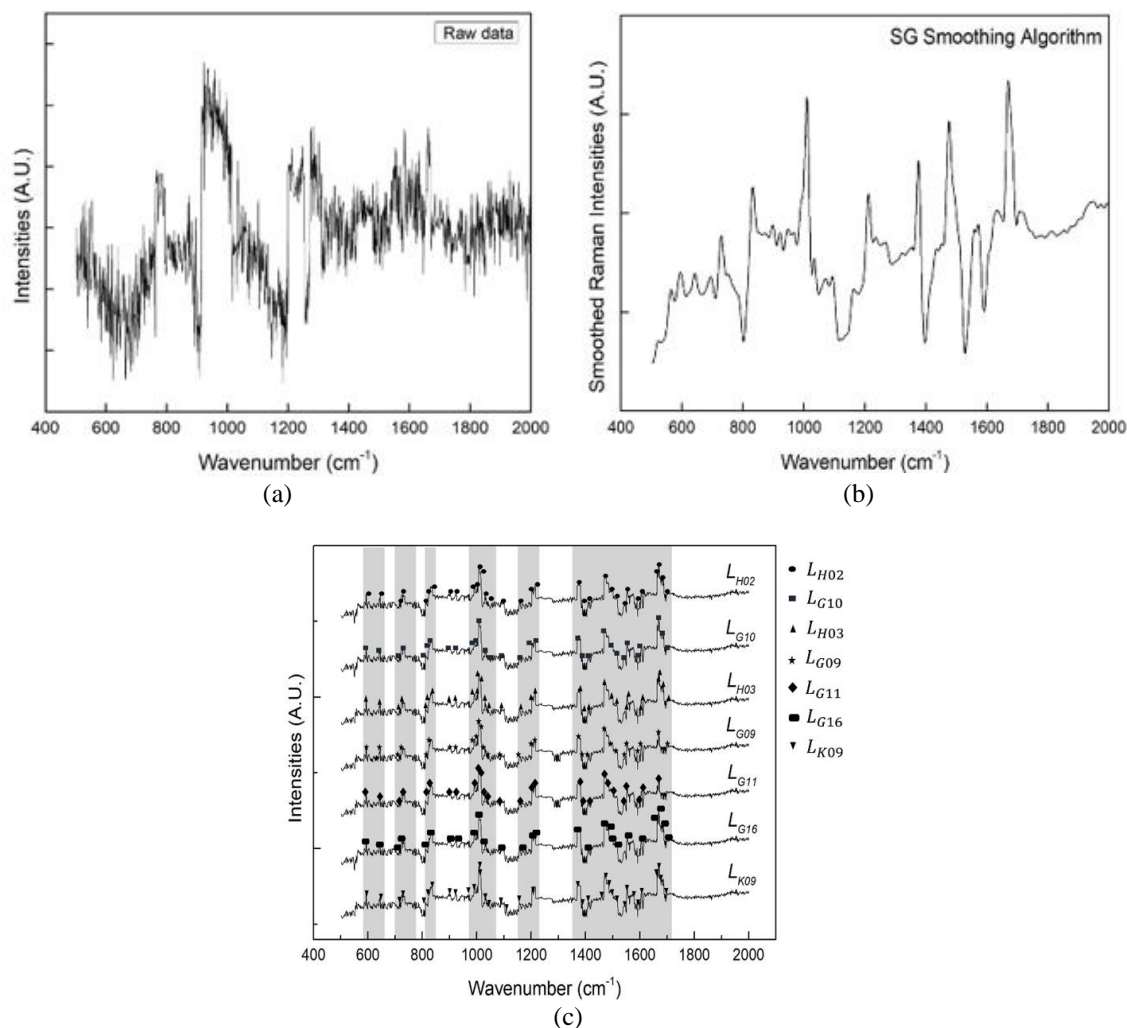 Raw data
Intensities (A.U.)
400 600 800 1000 1200 1400 1600 1800 2000
Wavenumber (cm⁻¹)
(a)
SG Smoothing Algorithm
Smoothed Raman Intensities (A.U.)
400 600 800 1000 1200 1400 1600 1800 2000
Wavenumber (cm⁻¹)
(b)
Intensities (A.U.)
L_H02
L_G10
L_H03
L_G09
L_G11
L_G16
L_K09
L_H02
L_G10
L_H03
L_G09
L_G11
L_G16
L_K09
400 600 800 1000 1200 1400 1600 1800 2000
Wavenumber (cm⁻¹)
(c)